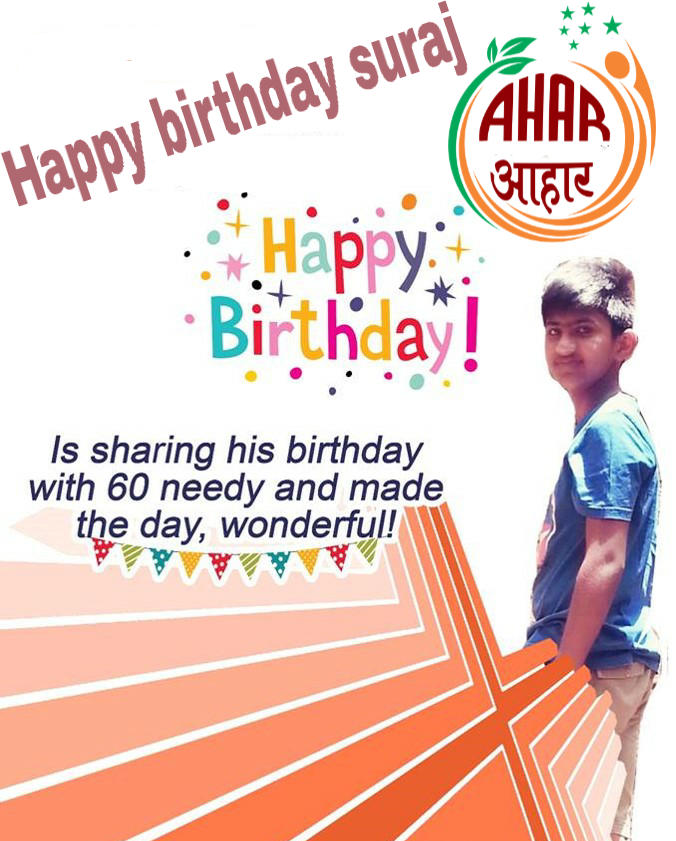 Happy birthday suraj
AHAR
आहार
Happy
Birthday!
Is sharing his birthday
with 60 needy and made
the day, wonderful!